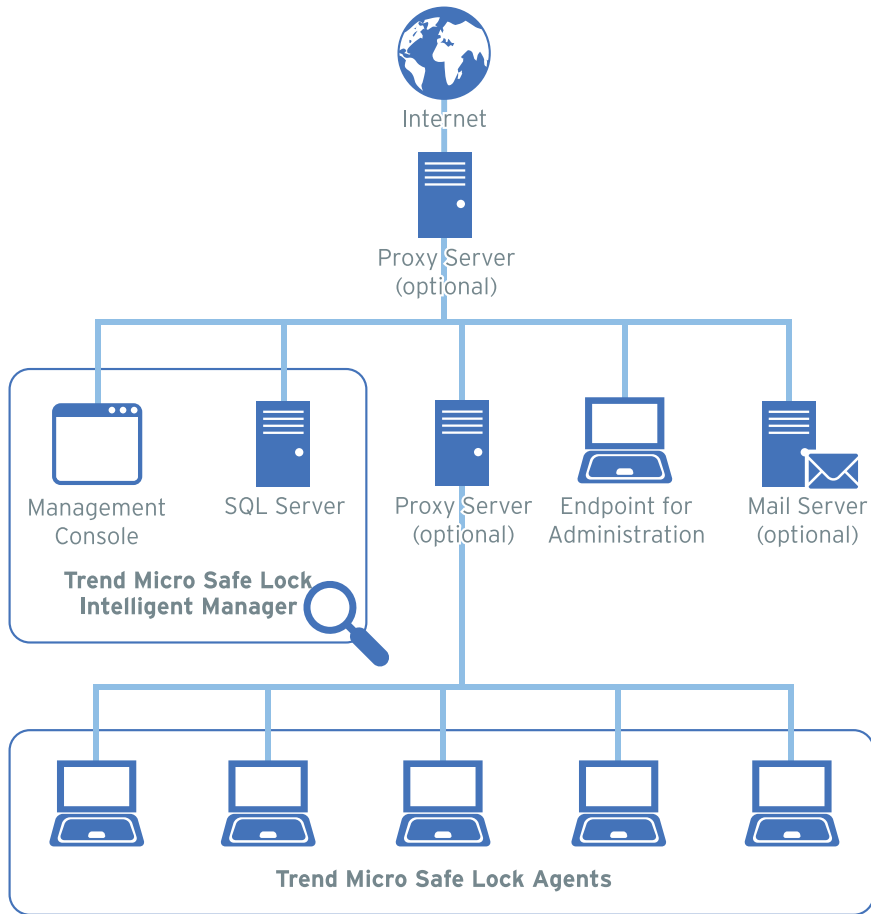 Internet
Proxy Server
(optional)
Management
Console
SQL Server
Proxy Server
(optional)
Endpoint for
Administration
Mail Server
(optional)
Trend Micro Safe Lock
Intelligent Manager
Trend Micro Safe Lock Agents